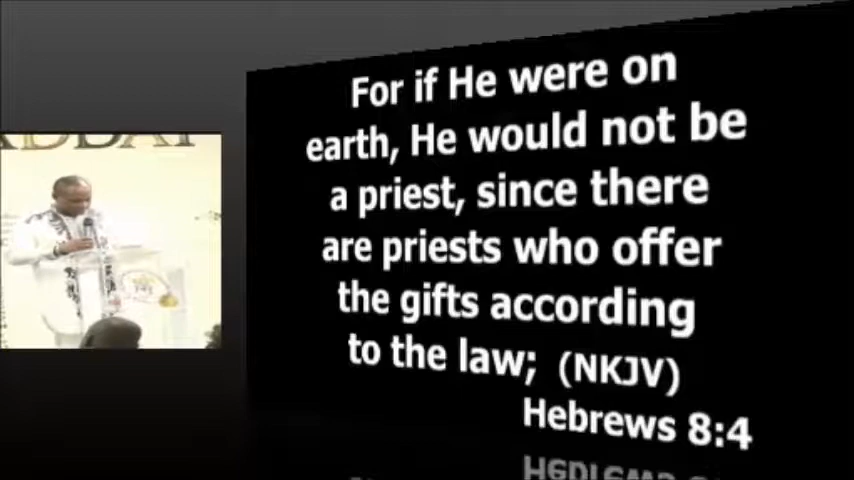 For if He were on
earth, He would not be
a priest, since there
are priests who offer
the gifts according
to the law; (NKJV)
Hebrews 8:4